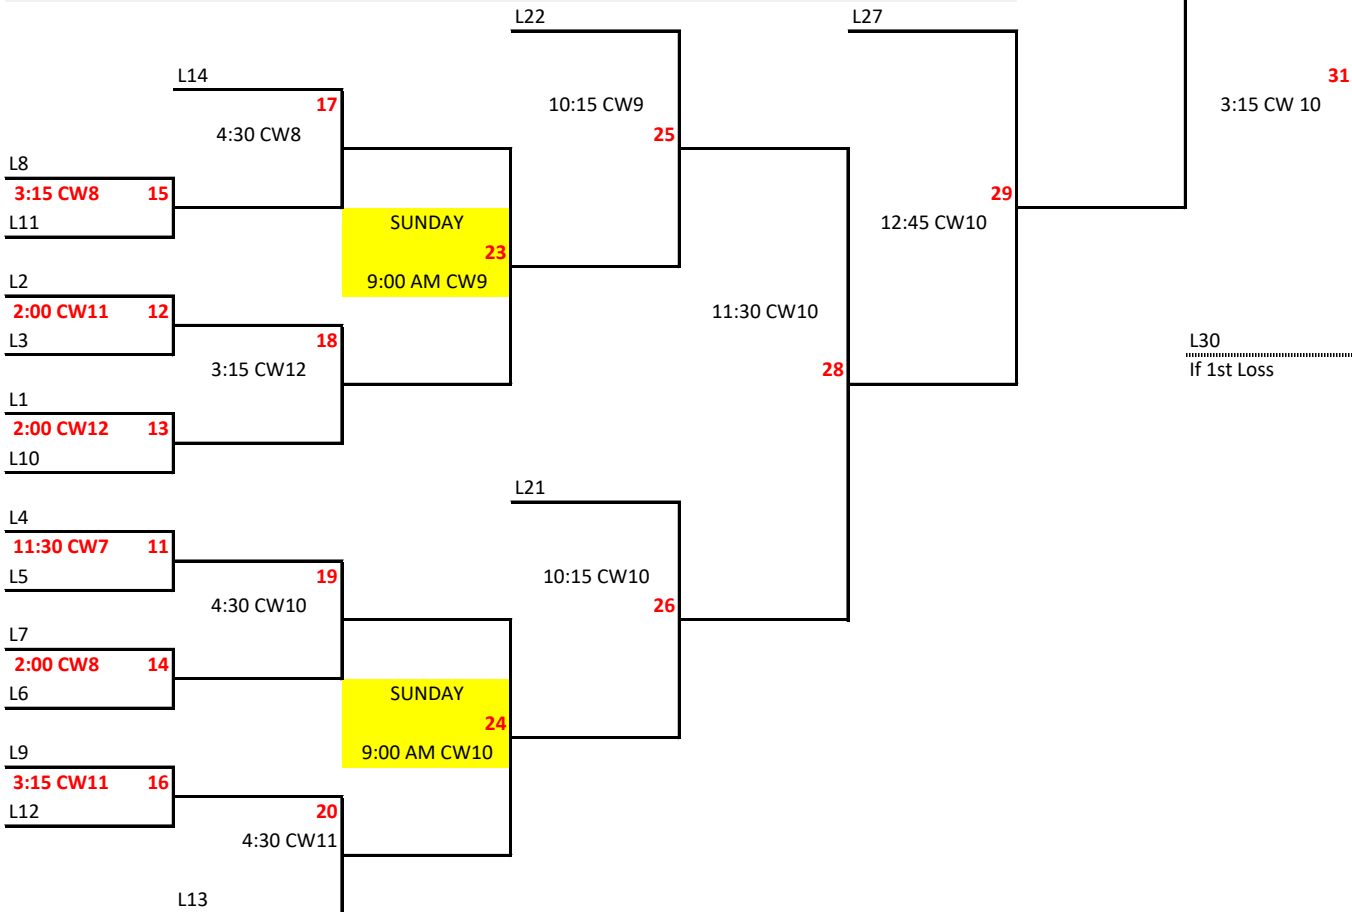 L22
L27
L14
31
17
10:15 CW9
3:15 CW 10
4:30 CW8
25
L8
3:15 CW8 15
29
L11
SUNDAY
12:45 CW10
23
L2
9:00 AM CW9
2:00 CW11 12
11:30 CW10
L3
18
L30
3:15 CW12
28
If 1st Loss
L1
2:00 CW12 13
L10
L21
L4
11:30 CW7 11
L5
19
10:15 CW10
4:30 CW10
26
L7
2:00 CW8 14
L6
SUNDAY
24
L9
9:00 AM CW10
3:15 CW11 16
L12
20
4:30 CW11
L13